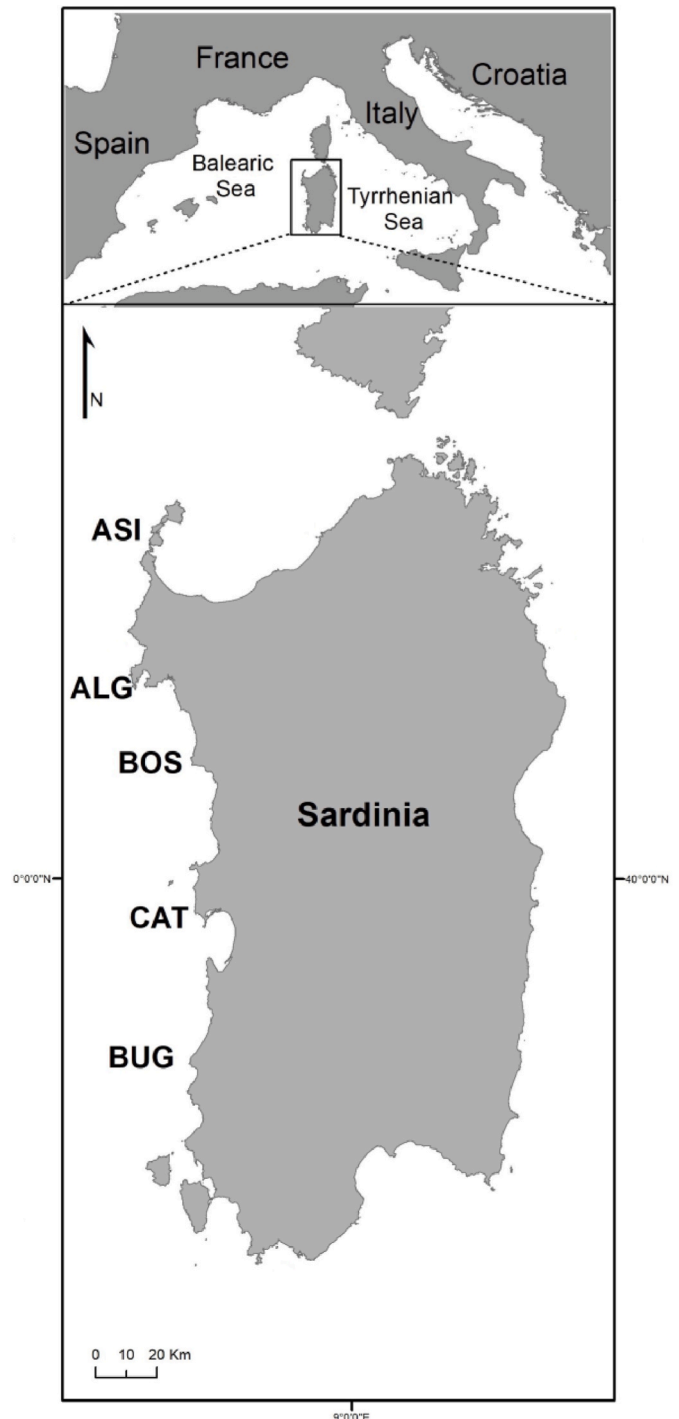 France
Croatia
Italy
Spain
Balearic
Sea
Tyrrhenian
Sea
N
ASI
ALG
BOS
Sardinia
0°0'0"N
40°0'0"N
CAT
BUG
0 10 20 Km
9°0'0"E